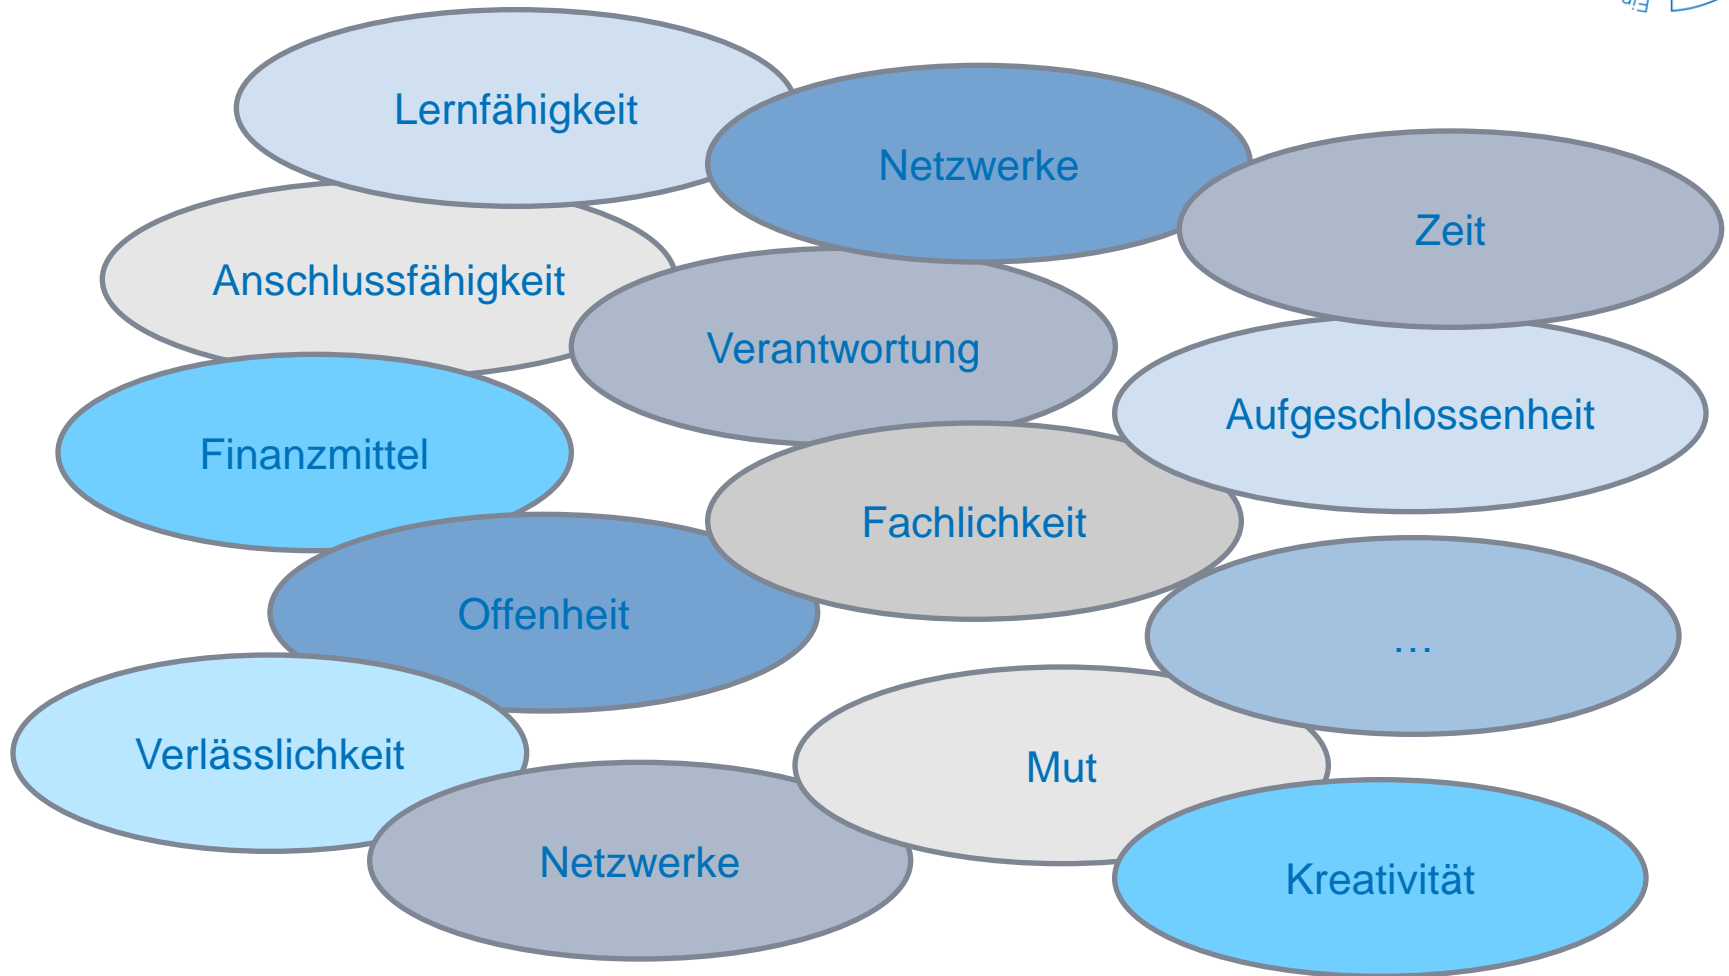 Lernfähigkeit
Netzwerke
Zeit
Anschlussfähigkeit
Verantwortung
Aufgeschlossenheit
Finanzmittel
Fachlichkeit
Offenheit
…
Verlässlichkeit
Mut
Netzwerke
Kreativität